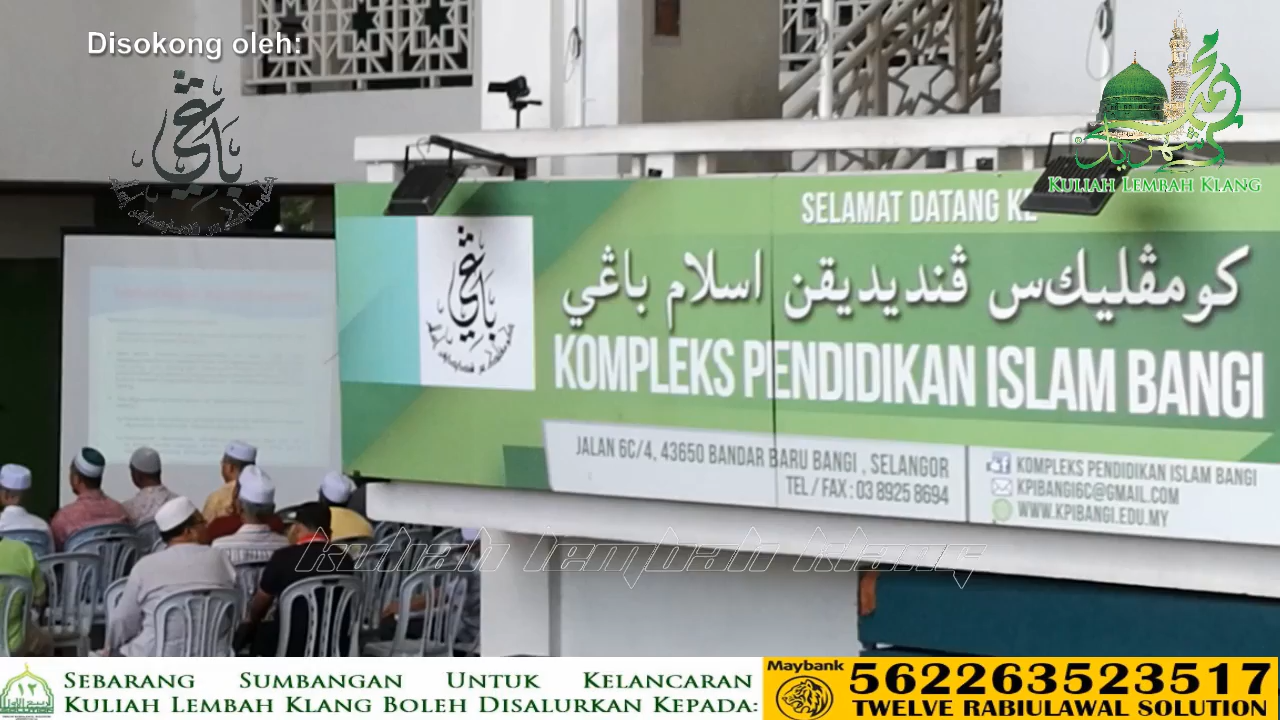 Disokong oleh:
باڠي
KULIAH LEMBAH KLANG
SELAMAT DATANG KE
كومڤليك‌س ڤنديديقن اسلام باڠي
باڠي
KOMPLEKS PENDIDIKAN ISLAM BANGI
JALAN 6C/4, 43650 BANDAR BARU BANGI , SELANGOR
TEL / FAX : 03 8925 8694
KOMPLEKS PENDIDIKAN ISLAM BANGI
KPIBANGI6C@GMAIL.COM
WWW.KPIBANGI.EDU.MY
kuliah lembah klang
SEBARANG SUMBANGAN UNTUK KELANCARAN
KULIAH LEMBAH KLANG BOLEH DISALURKAN KEPADA:
Maybank
562263523517
TWELVE RABIULAWAL SOLUTION